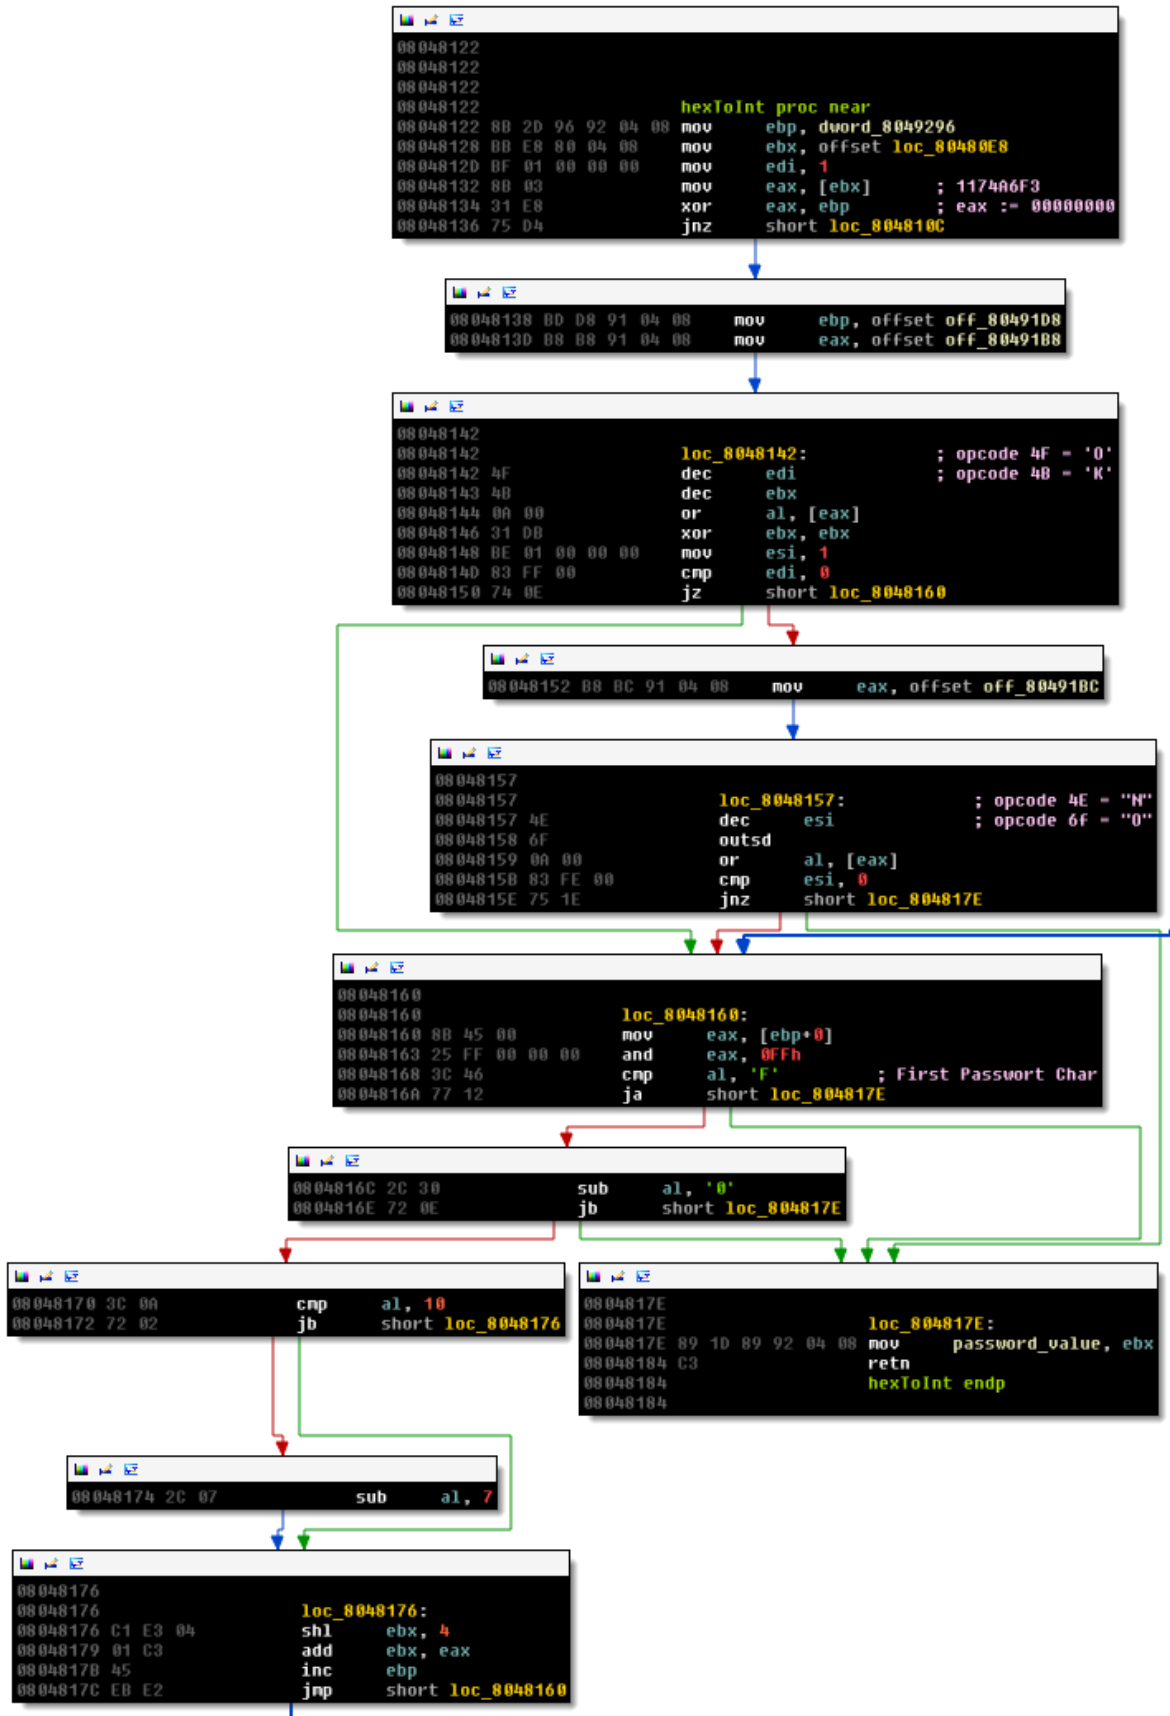 08048122
08048122
08048122
08048122 hexToInt proc near
08048122 8B 2D 96 92 04 08 mov ebp, dword_8049296
08048128 BB E8 80 04 08 mov ebx, offset loc_80480E8
0804812D BF 01 00 00 00 mov edi, 1
08048132 8B 03 mov eax, [ebx] ; 1174A6F3
08048134 31 E8 xor eax, ebp ; eax := 00000000
08048136 75 D4 jnz short loc_804810C
08048138 BD D8 91 04 08 mov ebp, offset off_80491D8
0804813D B8 B8 91 04 08 mov eax, offset off_80491B8
08048142
08048142 loc_8048142: ; opcode 4F = 'O'
08048142 4F dec edi ; opcode 4B = 'K'
08048143 4B dec ebx
08048144 0A 00 or al, [eax]
08048146 31 DB xor ebx, ebx
08048148 BE 01 00 00 00 mov esi, 1
0804814D 83 FF 00 cmp edi, 0
08048150 74 0E jz short loc_8048160
08048152 B8 BC 91 04 08 mov eax, offset off_80491BC
08048157
08048157 loc_8048157: ; opcode 4E = "N"
08048157 4E dec esi ; opcode 6f = "O"
08048158 6F outsd
08048159 0A 00 or al, [eax]
0804815B 83 FE 00 cmp esi, 0
0804815E 75 1E jnz short loc_804817E
08048160
08048160 loc_8048160:
08048160 8B 45 00 mov eax, [ebp+0]
08048163 25 FF 00 00 00 and eax, 0FFh
08048168 3C 46 cmp al, 'F' ; First Passwort Char
0804816A 77 12 ja short loc_804817E
0804816C 2C 30 sub al, '0'
0804816E 72 0E jb short loc_804817E
08048170 3C 0A cmp al, 10
08048172 72 02 jb short loc_8048176
0804817E
0804817E loc_804817E:
0804817E 89 1D 89 92 04 08 mov password_value, ebx
08048184 C3 retn
08048184 hexToInt endp
08048184
08048174 2C 07 sub al, 7
08048176
08048176 loc_8048176:
08048176 C1 E3 04 shl ebx, 4
08048179 01 C3 add ebx, eax
0804817B 45 inc ebp
0804817C EB E2 jmp short loc_8048160